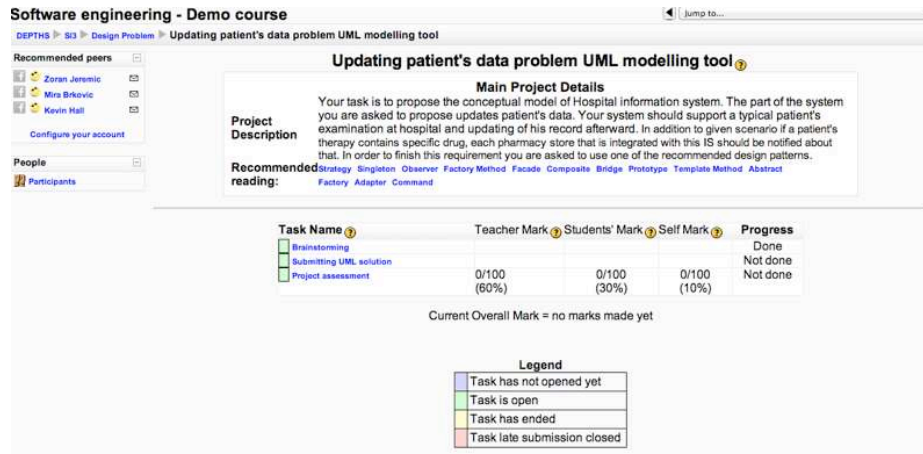 Software engineering - Demo course
Jump to...
DEPTHS SI3 Design Problem Updating patient's data problem UML modelling tool
Recommended peers
Zoran Jeremic
Mira Brkovic
Kevin Hall
Configure your account
People
Participants
Updating patient's data problem UML modelling tool
Main Project Details
Project Description
Your task is to propose the conceptual model of Hospital information system. The part of the system
you are asked to propose updates patient's data. Your system should support a typical patient's
examination at hospital and updating of his record afterward. In addition to given scenario if a patient's
therapy contains specific drug, each pharmacy store that is integrated with this IS should be notified about
that. In order to finish this requirement you are asked to use one of the recommended design patterns.
Recommended reading:
Strategy Singleton Observer Factory Method Facade Composite Bridge Prototype Template Method Abstract
Factory Adapter Command
Task Name Teacher Mark Students' Mark Self Mark Progress
Brainstorming Done
Submitting UML solution Not done
Project assessment 0/100 0/100 0/100 Not done
(60%) (30%) (10%)
Current Overall Mark = no marks made yet
Legend
Task has not opened yet
Task is open
Task has ended
Task late submission closed